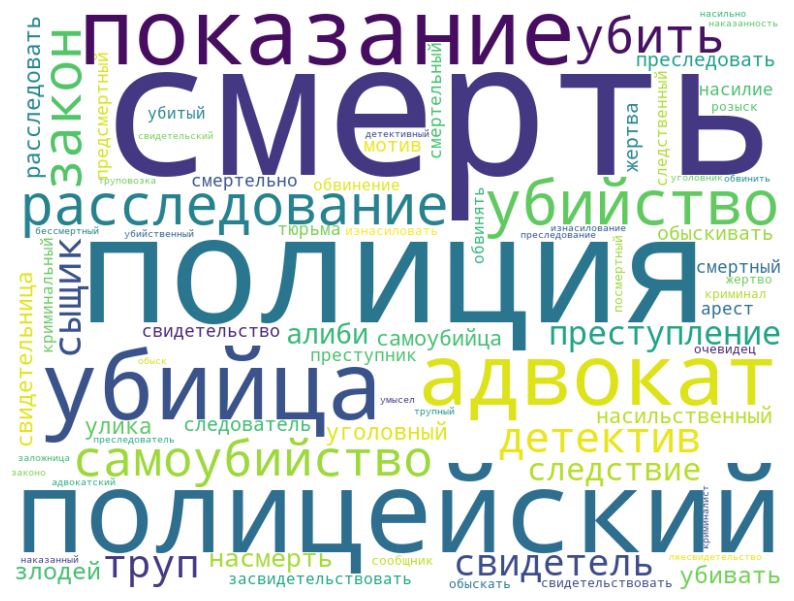 насильно
наказанность
показание
убить
расследовать
закон
предсмертный
смертельный
преследовать
смерть
насилие
розыск
убитый
жертва
следственный
детективный
свидетельский
мотив
труповозка
смертельно
обвинение
уголовник
обвинить
расследование
убийство
обвинять
тюрьма
изнасиловать
изнасилование
преследование
бессмертный
убийственный
обыскивать
криминальный
сыщик
полиция
посмертный
смертный
жертво
криминал
арест
свидетельница
свидетельство
алиби
самоубийца
преступление
преступник
очевидец
обыск
убийца
адвокат
умысел
трупный
насильственный
улика
следователь
уголовный
преследователь
детектив
самоубийство
следствие
заложница
законо
адвокатский
полицейский
криминалист
наказанный
злодей
труп
насмерть
засвидетельствовать
сообщник
свидетель
обыскать
свидетельствовать
лжесвидетельство
убивать